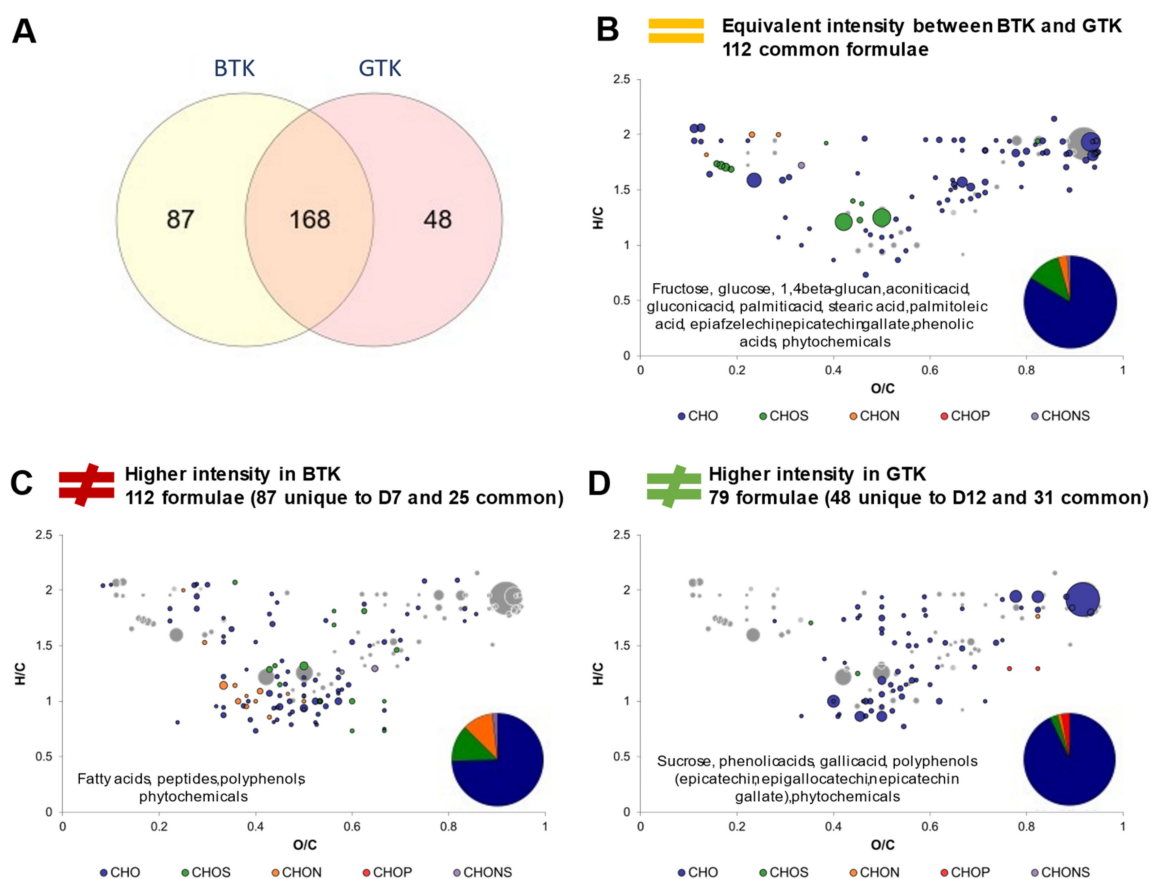 A
BTK
GTK
87
168
48
B
Equivalent intensity between BTK and GTK
112 common formulae
2.5
2
1.5
1
0.5
0
H/C
Fructose, glucose, 1,4beta-glucan,aconiticacid,
gluconicacid, palmiticacid, stearic acid,palmitoleic
acid, epiafzelechin,epicatechingallate,phenolic
acids, phytochemicals
0
0.2
0.4
0.6
0.8
1
O/C
CHO
CHOS
CHON
CHOP
CHONS
C
Higher intensity in BTK
112 formulae (87 unique to D7 and 25 common)
2.5
2
1.5
1
0.5
0
H/C
Fatty acids, peptides,polyphenols,
phytochemicals
0
0.2
0.4
0.6
0.8
1
O/C
CHO
CHOS
CHON
CHOP
CHONS
D
Higher intensity in GTK
79 formulae (48 unique to D12 and 31 common)
2.5
2
1.5
1
0.5
0
H/C
Sucrose, phenolicacids, gallicacid, polyphenols
(epicatechin,epigallocatechin,epicatechin
gallate),phytochemicals
0
0.2
0.4
0.6
0.8
1
O/C
CHO
CHOS
CHON
CHOP
CHONS